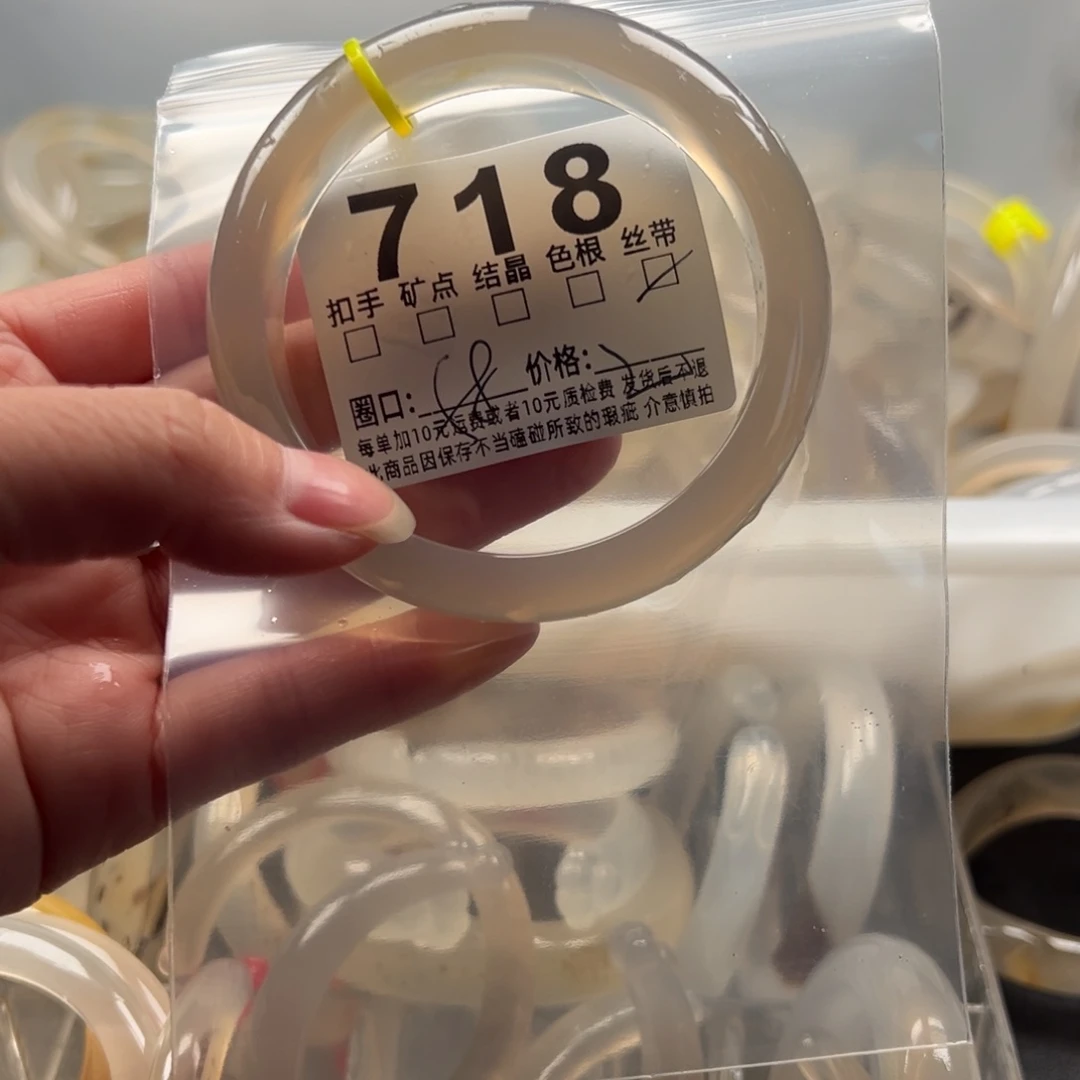 718
扣手 矿点 结晶 色根 丝带
圈口: 58 价格:
每单加10元运费或者10元质检费 发货后不退
此商品因保存不当磕碰所致的瑕疵 介意慎拍